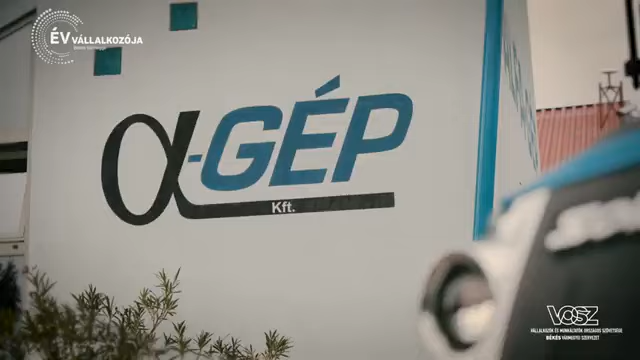 ÉV VÁLLALKOZÓJA
α-GÉP
Kft.
VOSZ
VÁLLALKOZÓK ÉS MUNKÁLTATÓK ORSZÁGOS SZÖVETSÉGE
BÉKÉS VÁRMEGYEI SZERVEZET